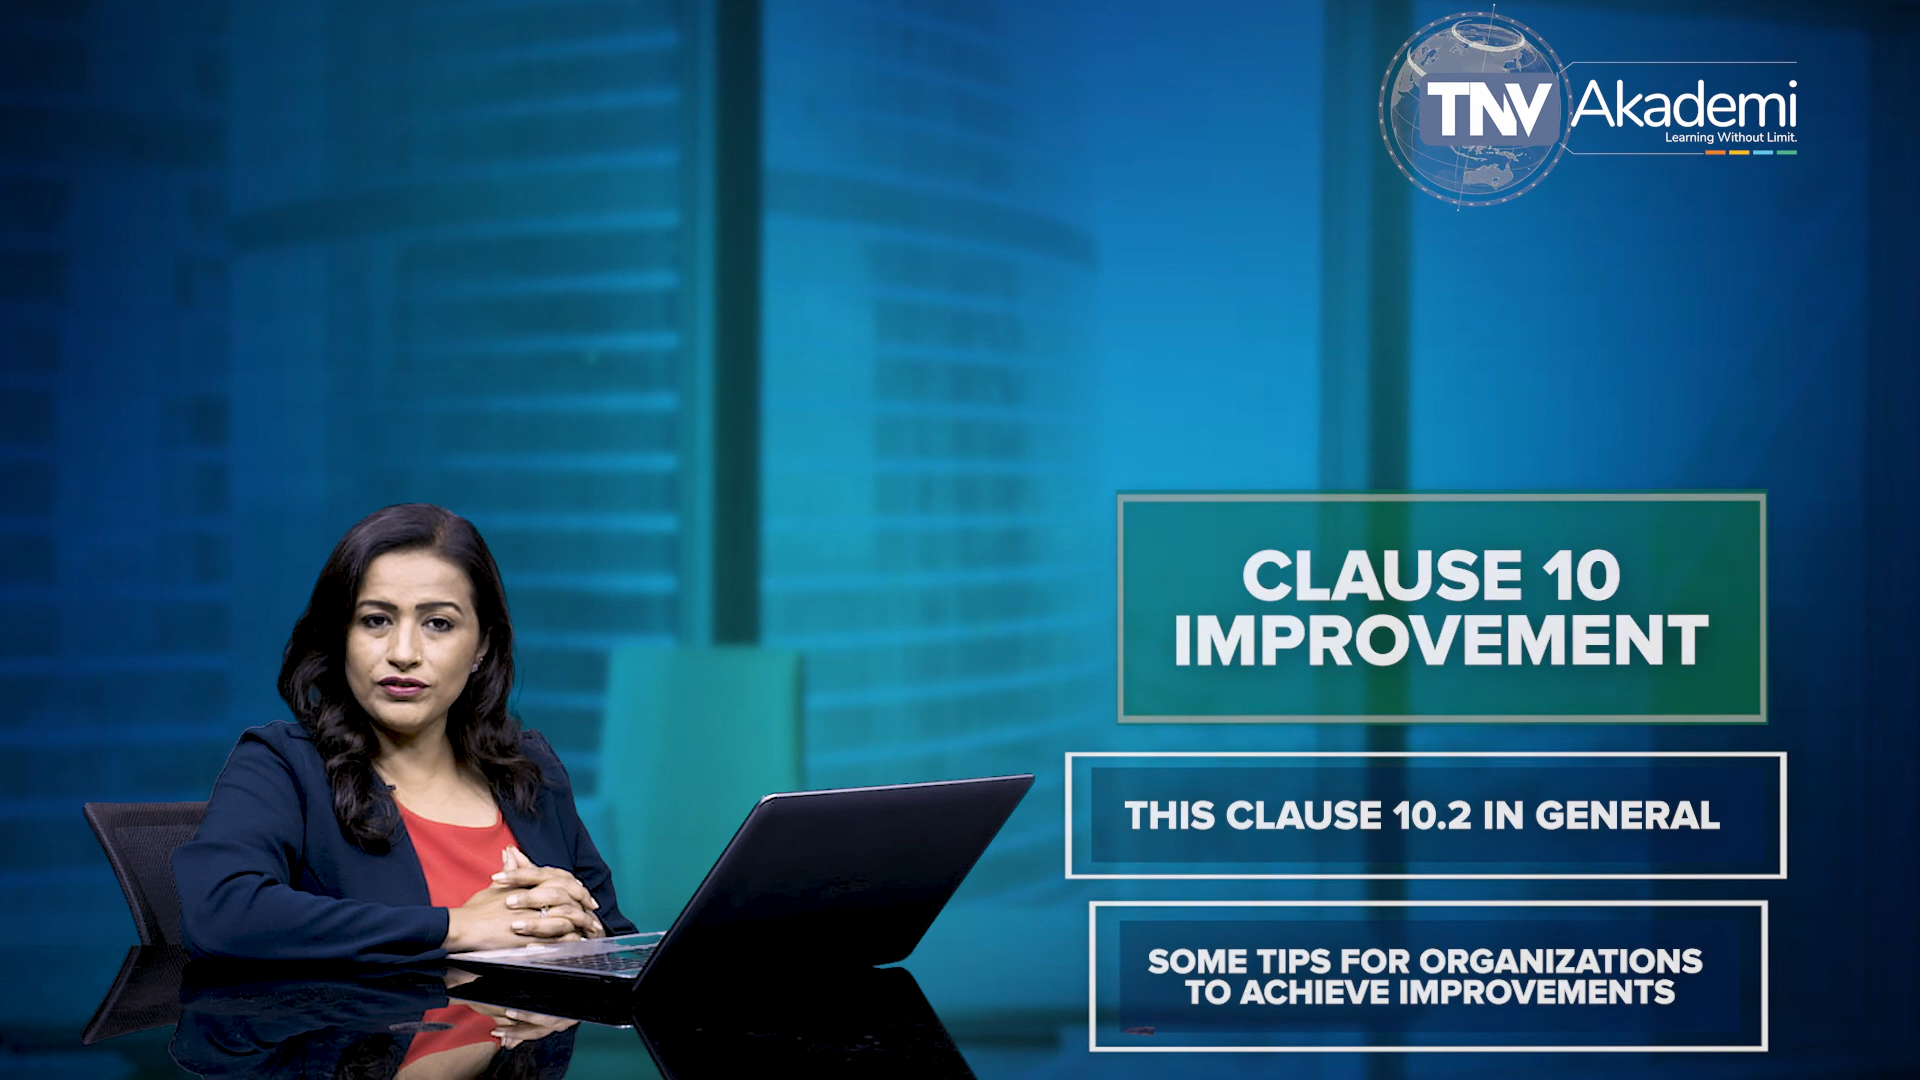 TNV Akademi
Learning Without Limit.
CLAUSE 10
IMPROVEMENT
THIS CLAUSE 10.2 IN GENERAL
SOME TIPS FOR ORGANIZATIONS
TO ACHIEVE IMPROVEMENTS